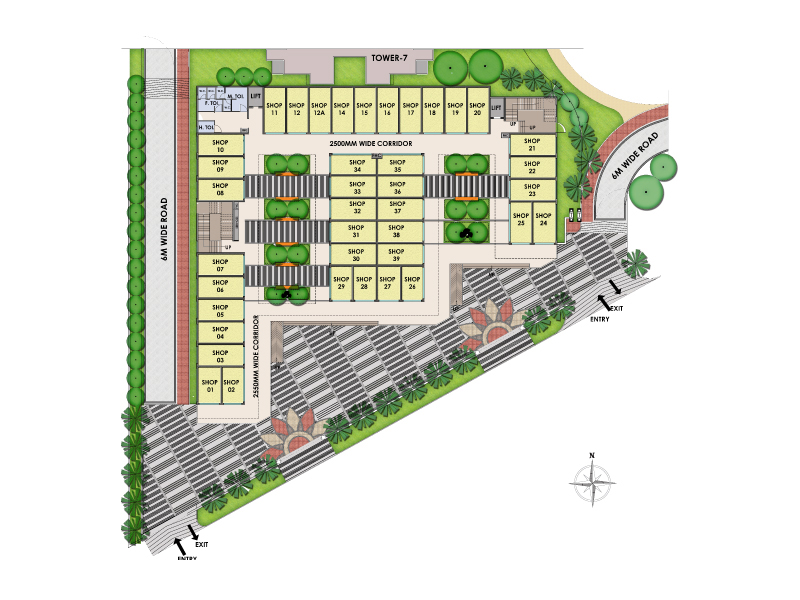 TOWER-7
M. TOI.
F. TOI.
LIFT
SHOP
11
SHOP
12
SHOP
12A
SHOP
14
SHOP
15
SHOP
16
SHOP
17
SHOP
18
SHOP
19
SHOP
20
LIFT
UP
UP
H. TOI.
2500MM WIDE CORRIDOR
SHOP
10
SHOP
09
SHOP
08
SHOP
34
SHOP
35
SHOP
33
SHOP
36
SHOP
32
SHOP
37
SHOP
31
SHOP
38
SHOP
30
SHOP
39
SHOP
29
SHOP
28
SHOP
27
SHOP
26
SHOP
21
SHOP
22
SHOP
23
SHOP
25
SHOP
24
6M WIDE ROAD
6M WIDE ROAD
UP
SHOP
07
SHOP
06
SHOP
05
SHOP
04
SHOP
03
SHOP
01
SHOP
02
2550MM WIDE CORRIDOR
EXIT
ENTRY
N
EXIT
ENTRY